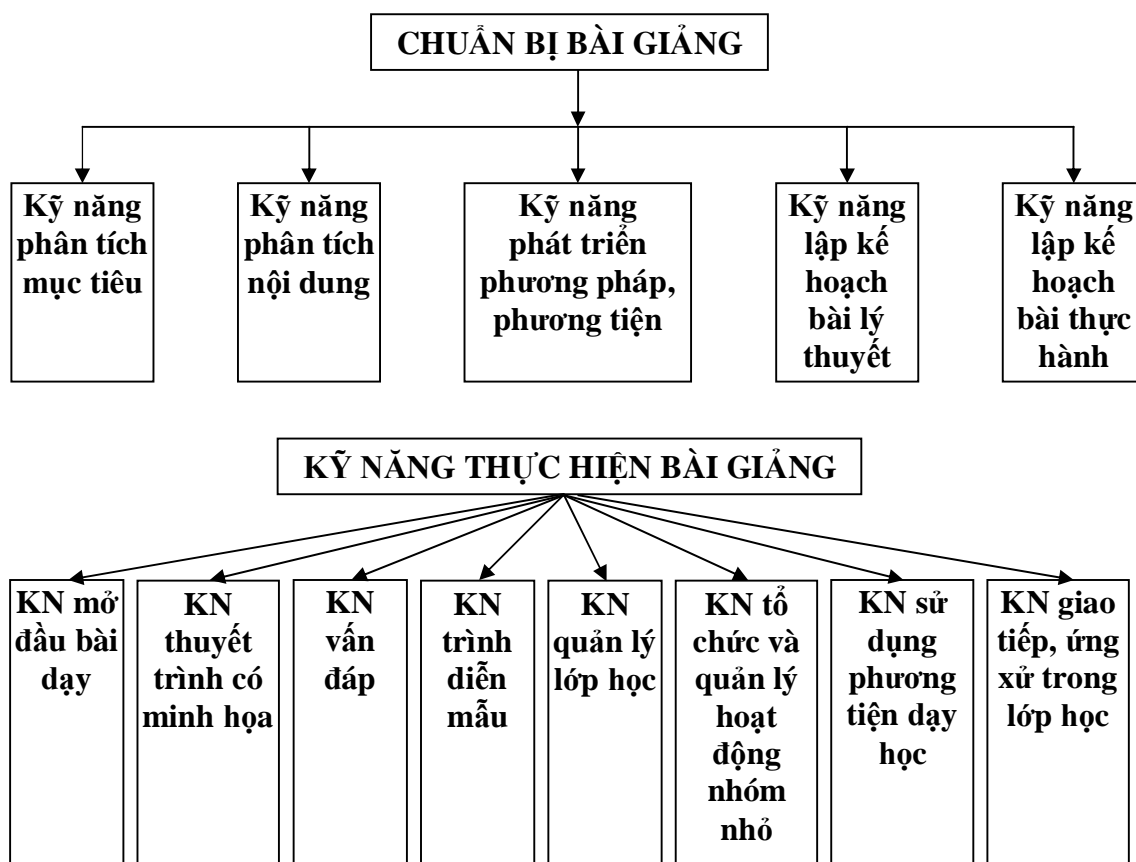 CHUẨN BỊ BÀI GIẢNG
Kỹ năng
phân tích
mục tiêu
Kỹ năng
phân tích
nội dung
Kỹ năng
phát triển
phương pháp,
phương tiện
Kỹ năng
lập kế
hoạch
bài lý
thuyết
Kỹ năng
lập kế
hoạch
bài thực
hành
KỸ NĂNG THỰC HIỆN BÀI GIẢNG
KN mở
đầu bài
dạy
KN
thuyết
trình có
minh họa
KN
vấn
đáp
KN
trình
diễn
mẫu
KN
quản lý
lớp học
KN tổ
chức và
quản lý
hoạt
động
nhóm
nhỏ
KN sử
dụng
phương
tiện dạy
học
KN giao
tiếp, ứng
xử trong
lớp học